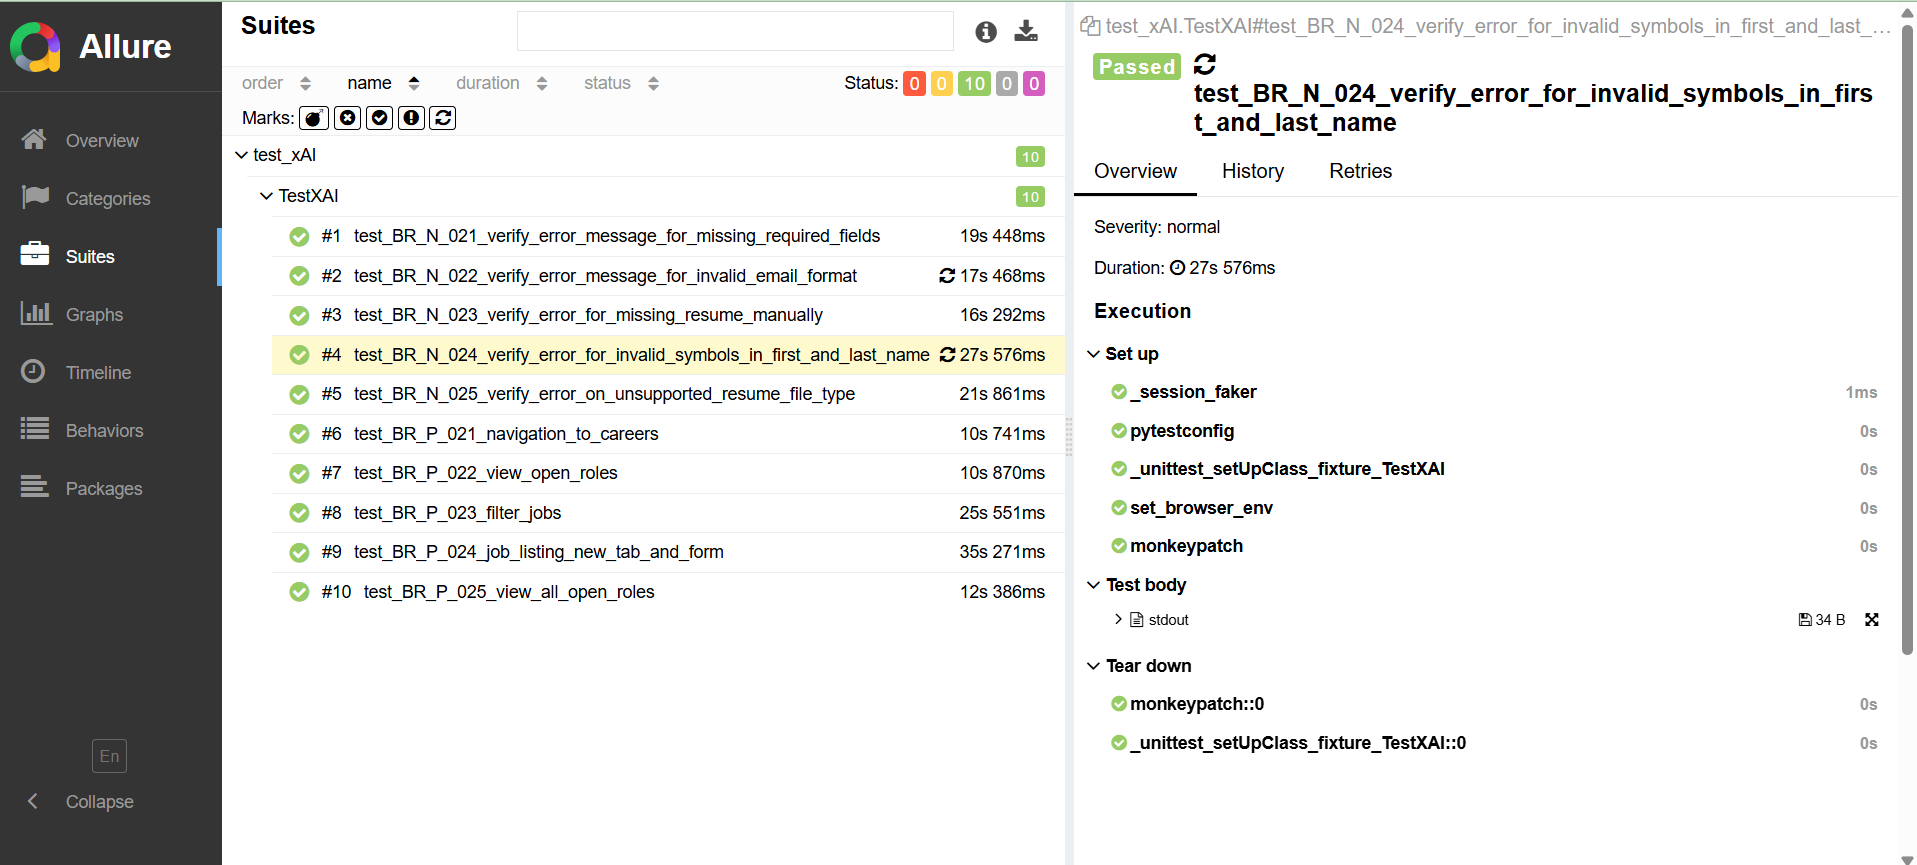 Allure
Overview
Categories
Suites
Graphs
Timeline
Behaviors
Packages
En
Collapse
Suites
order name duration status Status: 0 0 10 0 0
Marks:
test_xAI 10
TestXAI 10
#1 test_BR_N_021_verify_error_message_for_missing_required_fields 19s 448ms
#2 test_BR_N_022_verify_error_message_for_invalid_email_format 17s 468ms
#3 test_BR_N_023_verify_error_for_missing_resume_manually 16s 292ms
#4 test_BR_N_024_verify_error_for_invalid_symbols_in_first_and_last_name 27s 576ms
#5 test_BR_N_025_verify_error_on_unsupported_resume_file_type 21s 861ms
#6 test_BR_P_021_navigation_to_careers 10s 741ms
#7 test_BR_P_022_view_open_roles 10s 870ms
#8 test_BR_P_023_filter_jobs 25s 551ms
#9 test_BR_P_024_job_listing_new_tab_and_form 35s 271ms
#10 test_BR_P_025_view_all_open_roles 12s 386ms
test_xAI.TestXAI#test_BR_N_024_verify_error_for_invalid_symbols_in_first_and_last_...
Passed
test_BR_N_024_verify_error_for_invalid_symbols_in_firs
t_and_last_name
Overview History Retries
Severity: normal
Duration: 27s 576ms
Execution
Set up
_session_faker 1ms
pytestconfig 0s
_unittest_setUpClass_fixture_TestXAI 0s
set_browser_env 0s
monkeypatch 0s
Test body
stdout 34 B
Tear down
monkeypatch::0 0s
_unittest_setUpClass_fixture_TestXAI::0 0s